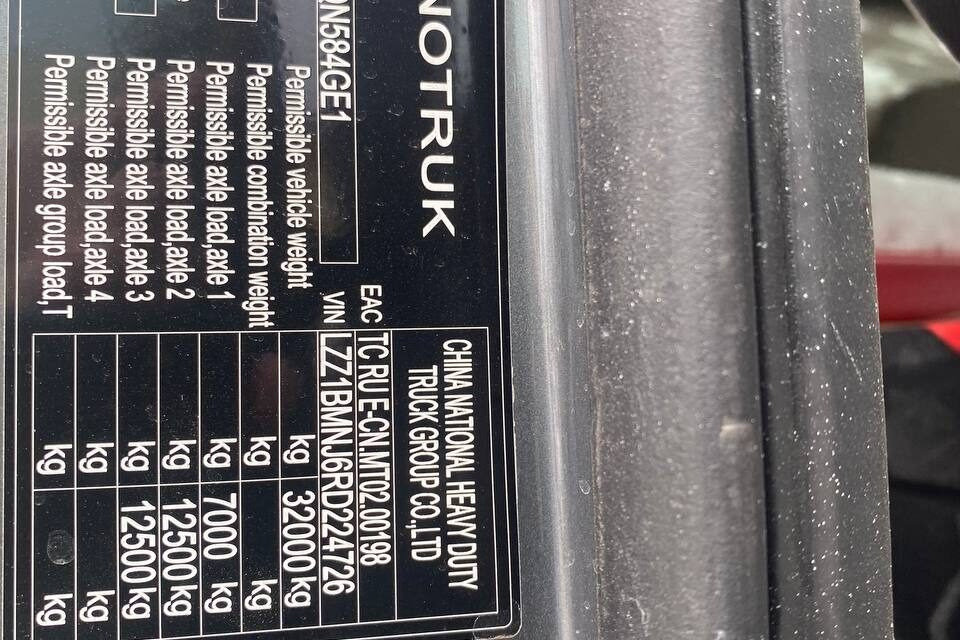 NOTRUK
CHINA NATIONAL HEAVY DUTY
TRUCK GROUP CO.,LTD
EAC TC RU E-CN.MT02.00198
N584GE1
VIN LZZ1BMNJ6RD224726
Permissible vehicle weight kg 32000 kg
Permissible combination weight kg kg
Permissible axle load,axle 1 kg 7000 kg
Permissible axle load,axle 2 kg 12500 kg
Permissible axle load,axle 3 kg 12500 kg
Permissible axle load,axle 4 kg kg
Permissible axle group load,T kg kg